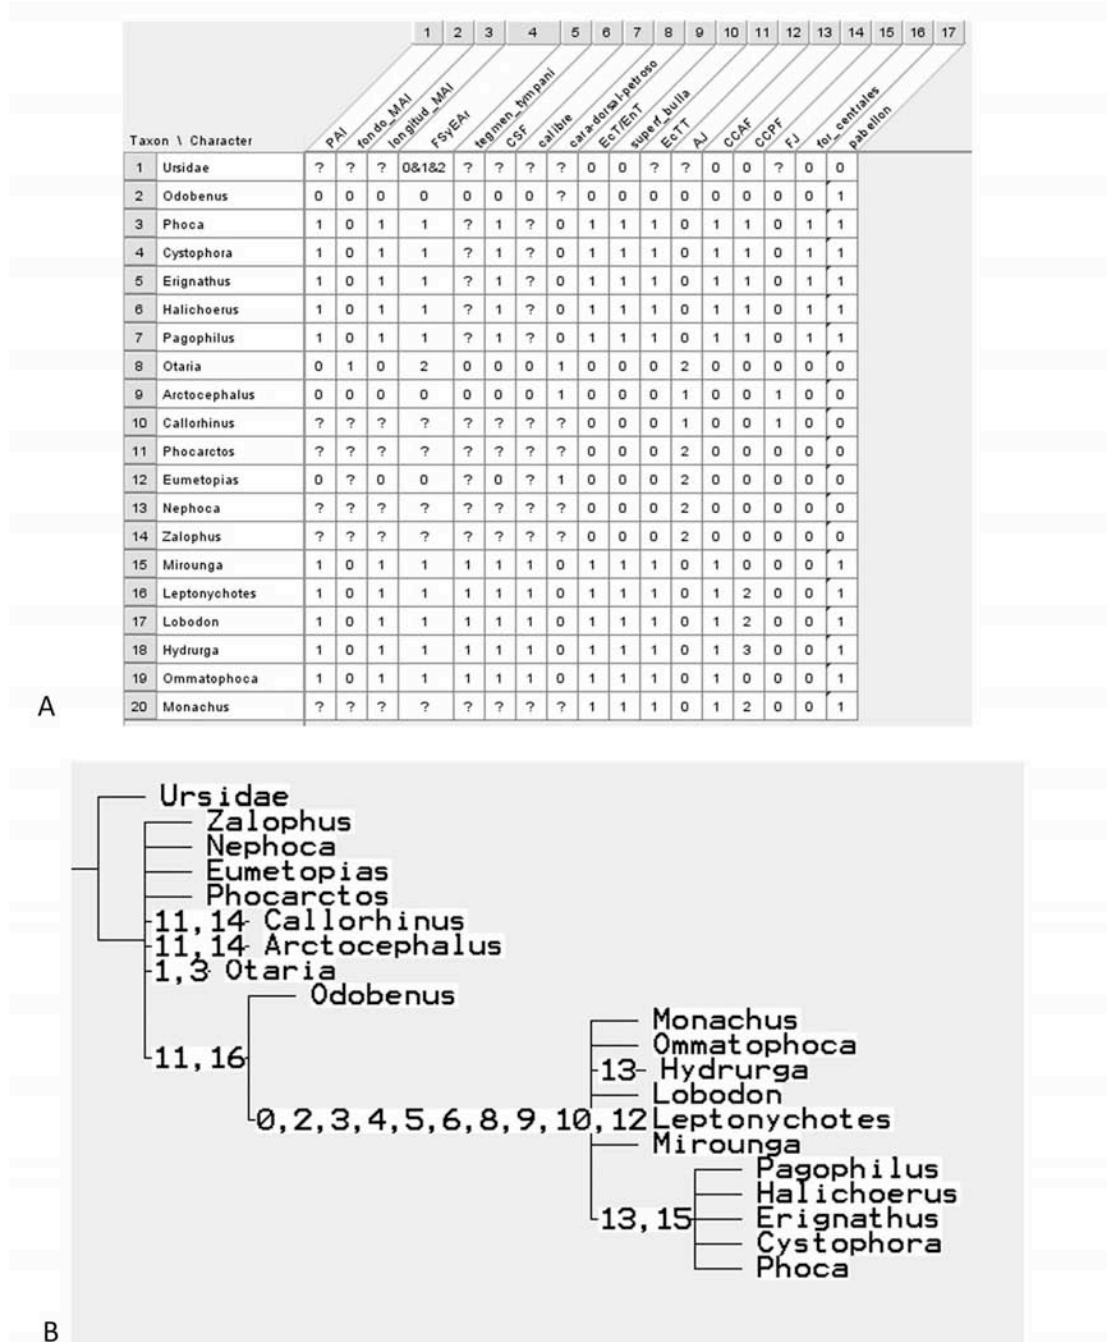 1 2 3 4 5 6 7 8 9 10 11 12 13 14 15 16 17
Taxon \ Character PAI fondo_MAI longitud_MAI FSyEAr tegmen_tympani CSF calibre cara-dorsal-petroso EcT/EnT superf_bulla EcTT AJ CCAF CCPF FJ for_centrales pabellon
1 Ursidae ? ? ? 0&1&2 ? ? ? ? 0 0 ? ? 0 0 ? 0 0
2 Odobenus 0 0 0 0 0 0 0 ? 0 0 0 0 0 0 0 0 1
3 Phoca 1 0 1 1 ? 1 ? 0 1 1 1 0 1 1 0 1 1
4 Cystophora 1 0 1 1 ? 1 ? 0 1 1 1 0 1 1 0 1 1
5 Erignathus 1 0 1 1 ? 1 ? 0 1 1 1 0 1 1 0 1 1
6 Halichoerus 1 0 1 1 ? 1 ? 0 1 1 1 0 1 1 0 1 1
7 Pagophilus 1 0 1 1 ? 1 ? 0 1 1 1 0 1 1 0 1 1
8 Otaria 0 1 0 2 0 0 0 1 0 0 0 2 0 0 0 0 0
9 Arctocephalus 0 0 0 0 0 0 0 1 0 0 0 1 0 0 1 0 0
10 Callorhinus ? ? ? ? ? ? ? ? 0 0 0 1 0 0 1 0 0
11 Phocarctos ? ? ? ? ? ? ? ? 0 0 0 2 0 0 0 0 0
12 Eumetopias 0 ? 0 0 ? 0 ? 1 0 0 0 2 0 0 0 0 0
13 Nephoca ? ? ? ? ? ? ? ? 0 0 0 2 0 0 0 0 0
14 Zalophus ? ? ? ? ? ? ? ? 0 0 0 2 0 0 0 0 0
15 Mirounga 1 0 1 1 1 1 1 0 1 1 1 0 1 0 0 0 1
16 Leptonychotes 1 0 1 1 1 1 1 0 1 1 1 0 1 2 0 0 1
17 Lobodon 1 0 1 1 1 1 1 0 1 1 1 0 1 2 0 0 1
18 Hydrurga 1 0 1 1 1 1 1 0 1 1 1 0 1 3 0 0 1
19 Ommatophoca 1 0 1 1 1 1 1 0 1 1 1 0 1 0 0 0 1
20 Monachus ? ? ? ? ? ? ? ? 1 1 1 0 1 2 0 0 1
A
Ursidae
Zalophus
Nephoca
Eumetopias
Phocarctos
11,14 Callorhinus
11,14 Arctocephalus
1,3 Otaria
Odobenus
Monachus
Ommatophoca
11,16
13 Hydrurga
Lobodon
0,2,3,4,5,6,8,9,10,12 Leptonychotes
Mirounga
Pagophilus
Halichoerus
13,15 Erignathus
Cystophora
Phoca
B